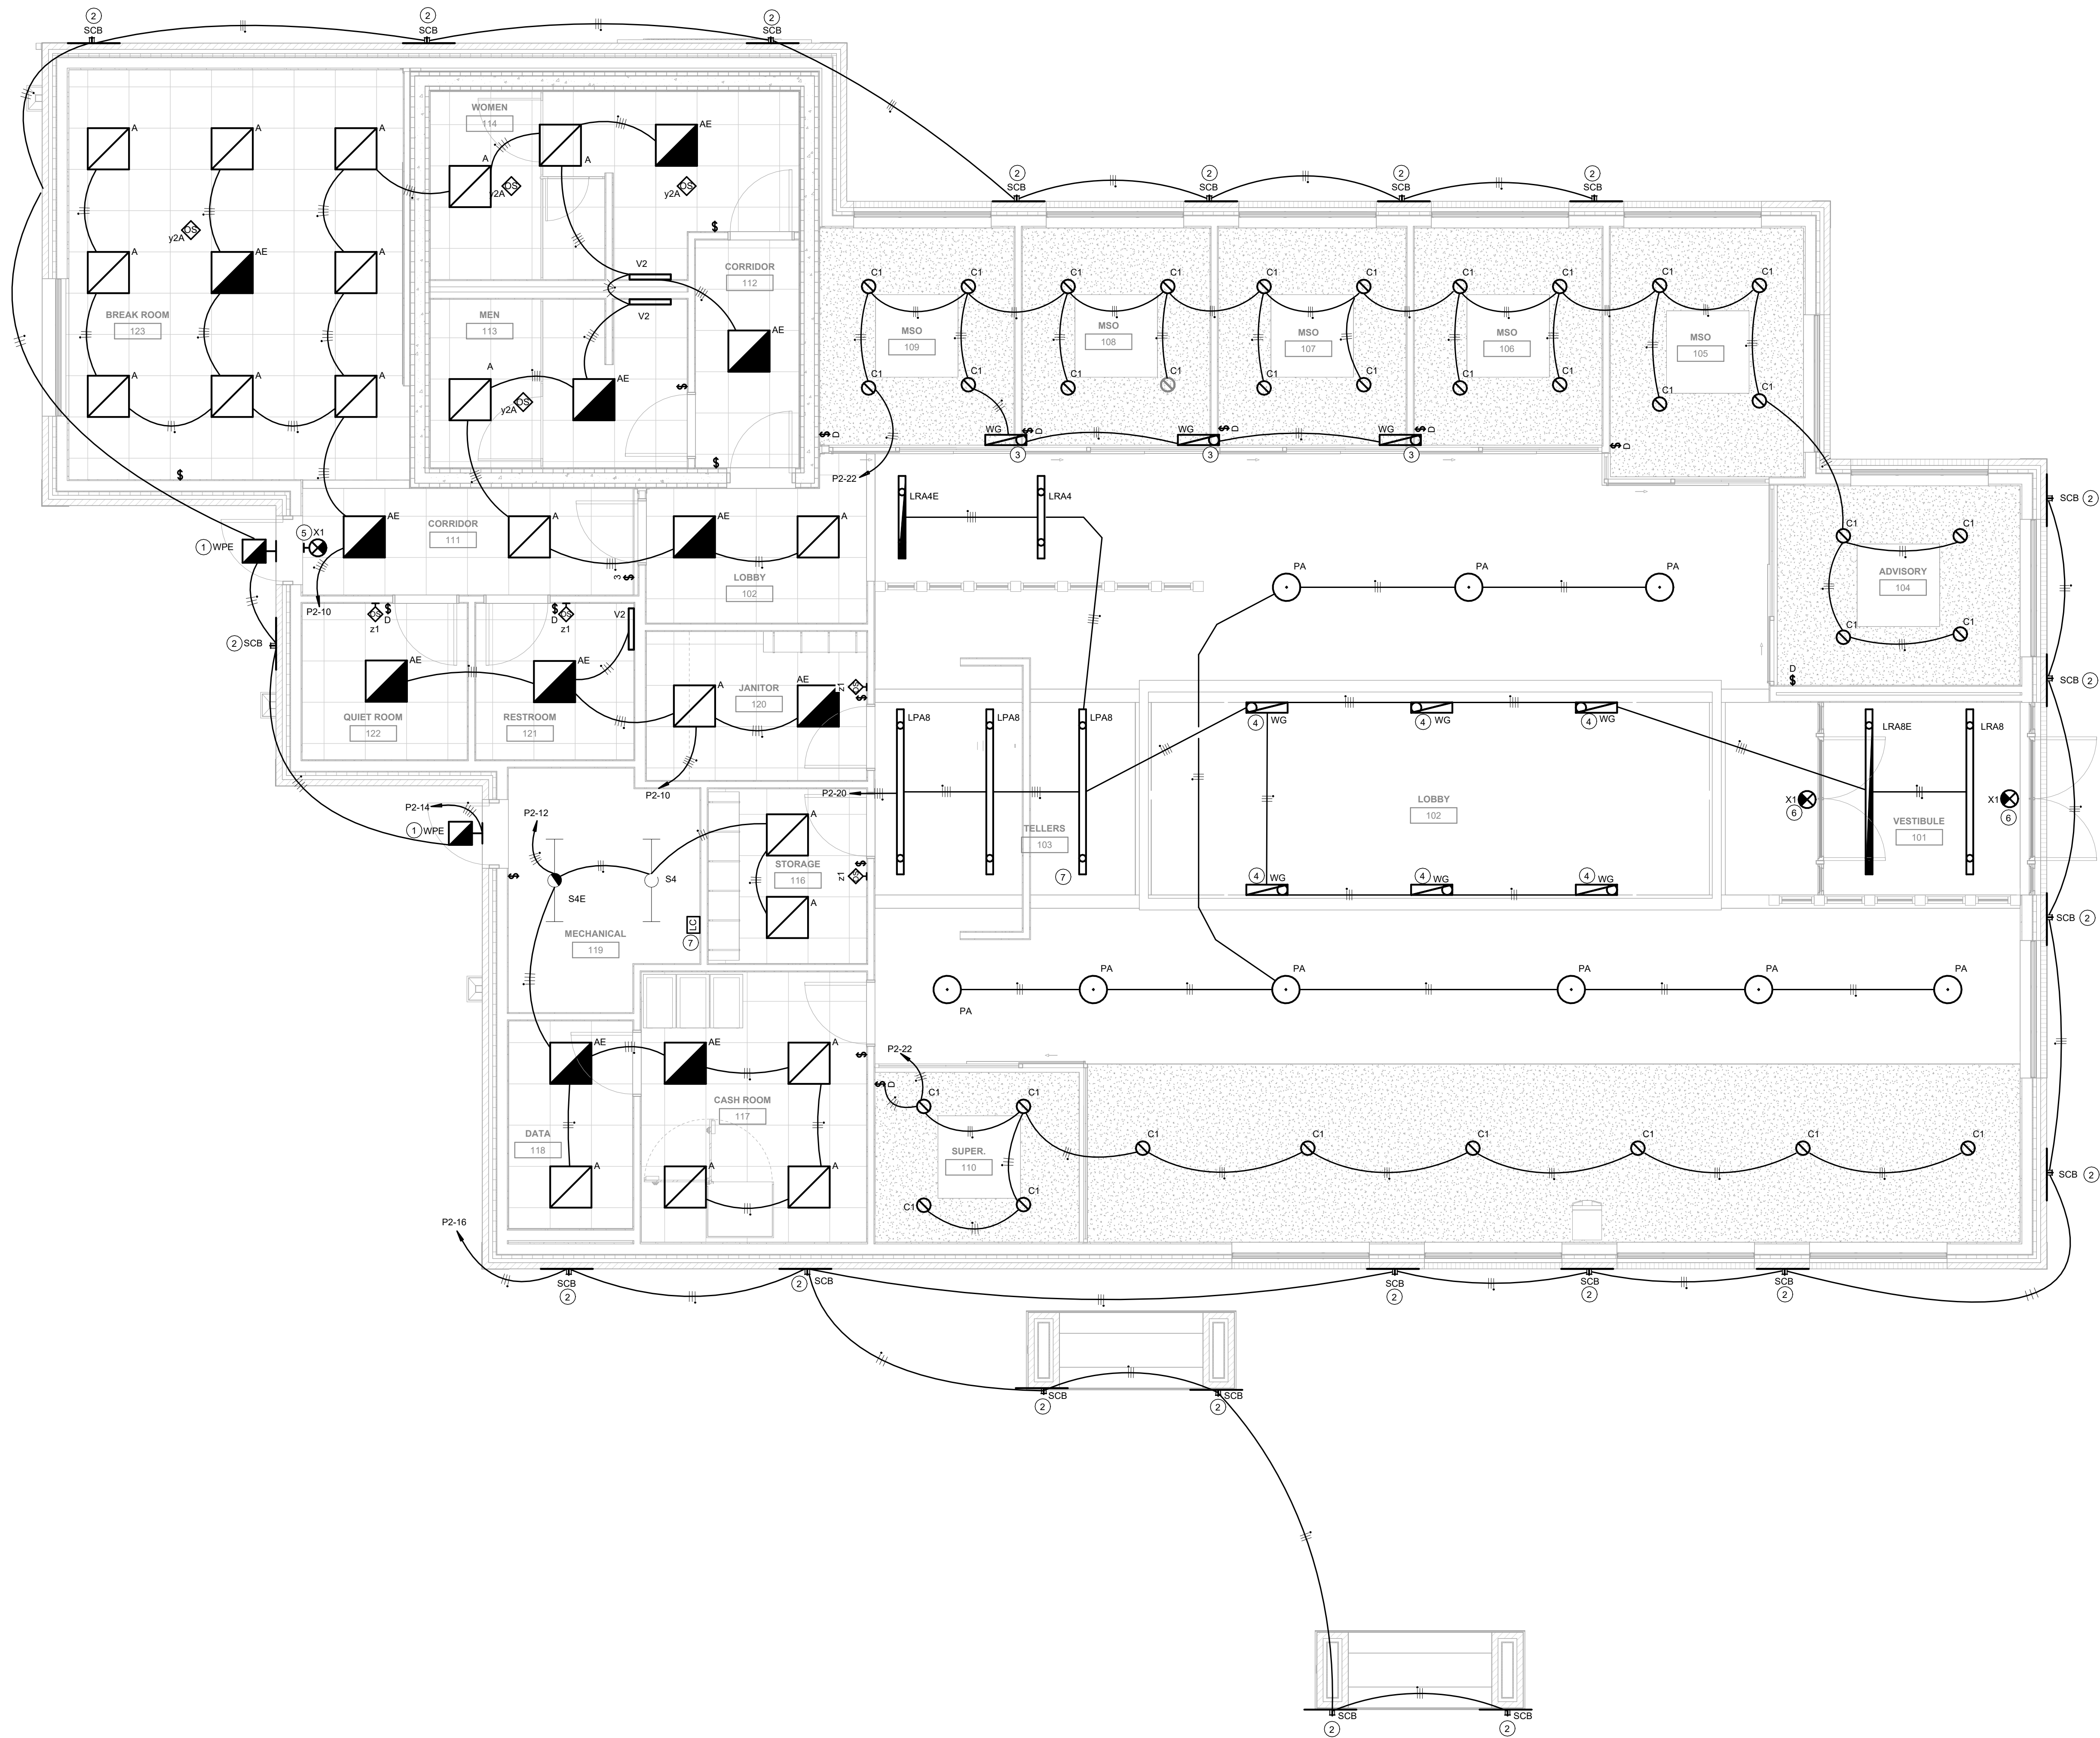 2 2 2
SCB SCB SCB
WOMEN
114
A A A AE
A A
y2A OS y2A OS
OS
y2A
2 2 2 2
SCB SCB SCB SCB
$
A AE A
V2
CORRIDOR
112
C1 C1 C1 C1 C1 C1 C1 C1 C1 C1
BREAK ROOM
123
MEN
113
V2
AE
MSO
109
MSO
108
MSO
107
MSO
106
MSO
105
A A A
A AE
$
y2A OS
C1 C1 C1 C1 C1 C1 C1 C1 C1 C1
$ D WG $ D WG $ D WG $ D
3 3 3
$ D
$ $
P2-22
LRA4E LRA4
SCB 2
AE A AE A
5 X1
1 WPE
CORRIDOR
111
C1 C1
3 $
LOBBY
102
PA PA PA
ADVISORY
104
P2-10
OS $ D $ D OS V2
z1 z1
C1 C1
2 SCB
AE AE
D
$
SCB 2
A AE z1 OS
$
JANITOR
120
QUIET ROOM
122
RESTROOM
121
LPA8 LPA8 LPA8
4 WG 4 WG 4 WG
LRA8E LRA8
P2-10
P2-20
P2-14
P2-12
1 WPE
LOBBY
102
X1 X1
6 6
A
TELLERS
103
VESTIBULE
101
STORAGE
116
$
z1 OS
7
4 WG 4 WG 4 WG
$
S4
S4E
A
LC
7
SCB 2
MECHANICAL
119
PA PA PA PA PA
PA
AE AE A
$
P2-22
$ D
C1 C1
CASH ROOM
117
DATA
118
SUPER.
110
C1 C1 C1 C1 C1 C1
A A A
SCB 2
C1 C1
P2-16
SCB SCB SCB SCB SCB
2 2 2 2 2
SCB SCB
2 2
SCB SCB
2 2